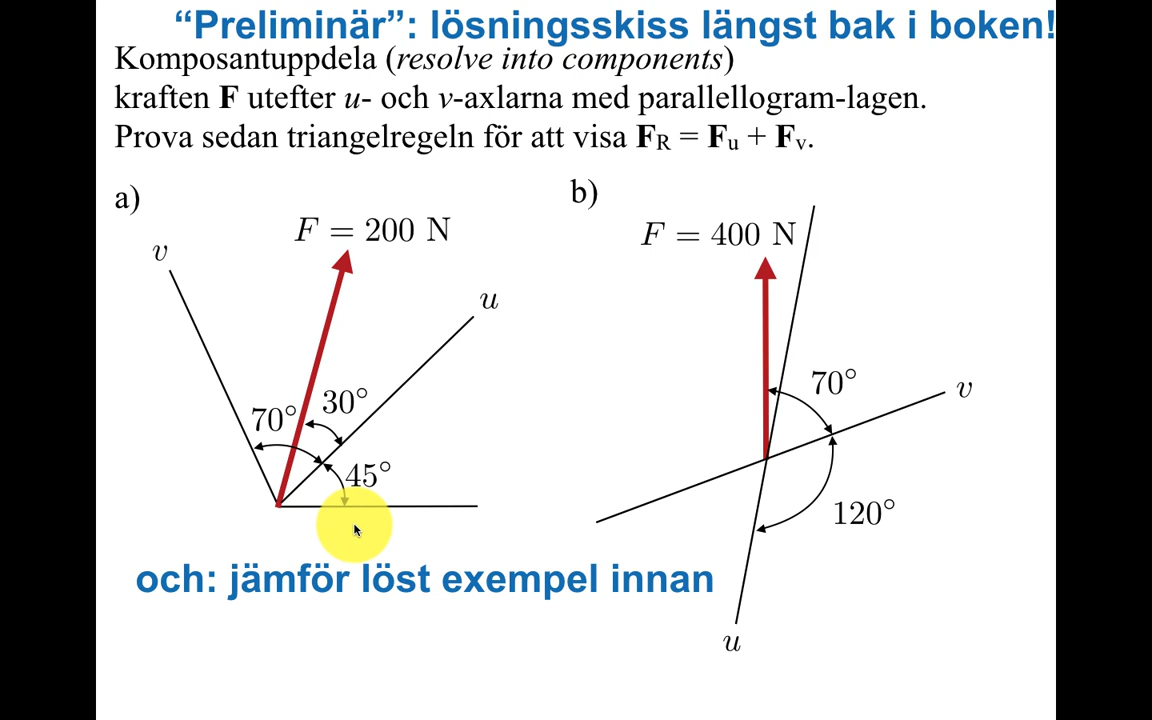 “Preliminär”: lösningsskiss längst bak i boken!
Komposantuppdela (resolve into components)
kraften F utefter u- och v-axlarna med parallellogram-lagen.
Prova sedan triangelregeln för att visa FR = Fu + Fv.
a)
F = 200 N
v
u
70°
30°
45°
b)
F = 400 N
70°
v
120°
u
och: jämför löst exempel innan